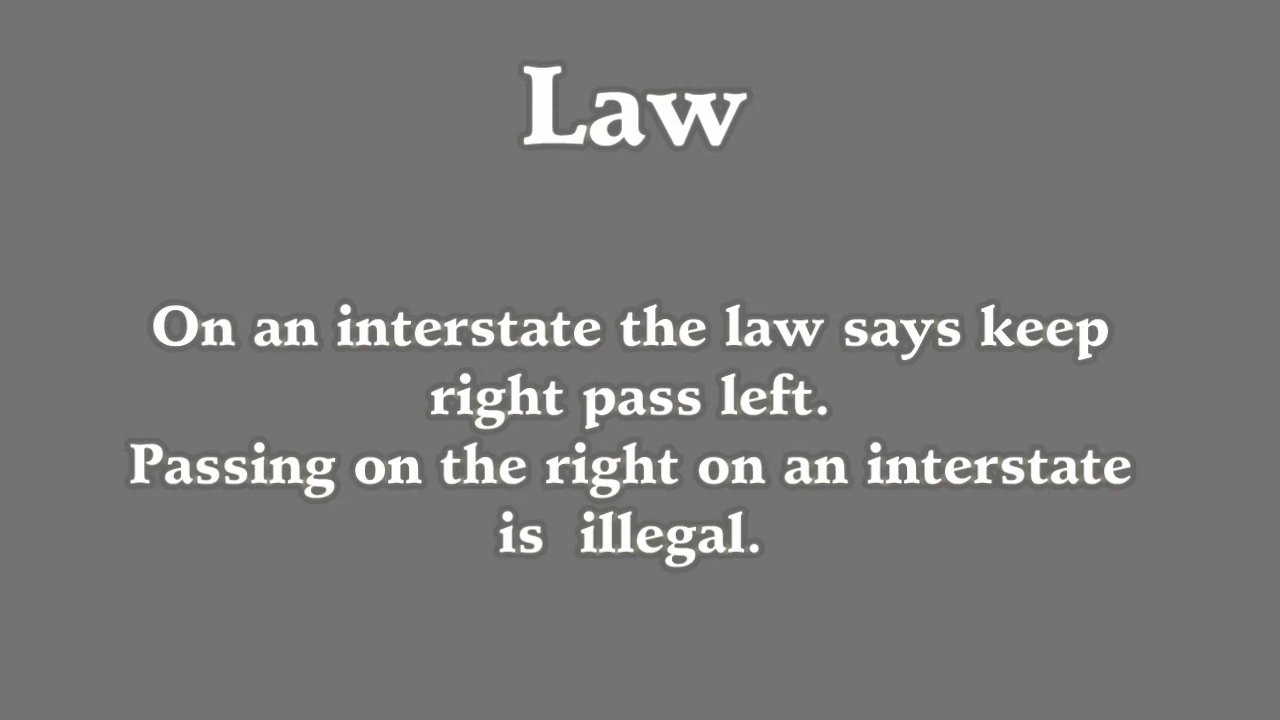 Law
On an interstate the law says keep
right pass left.
Passing on the right on an interstate
is  illegal.